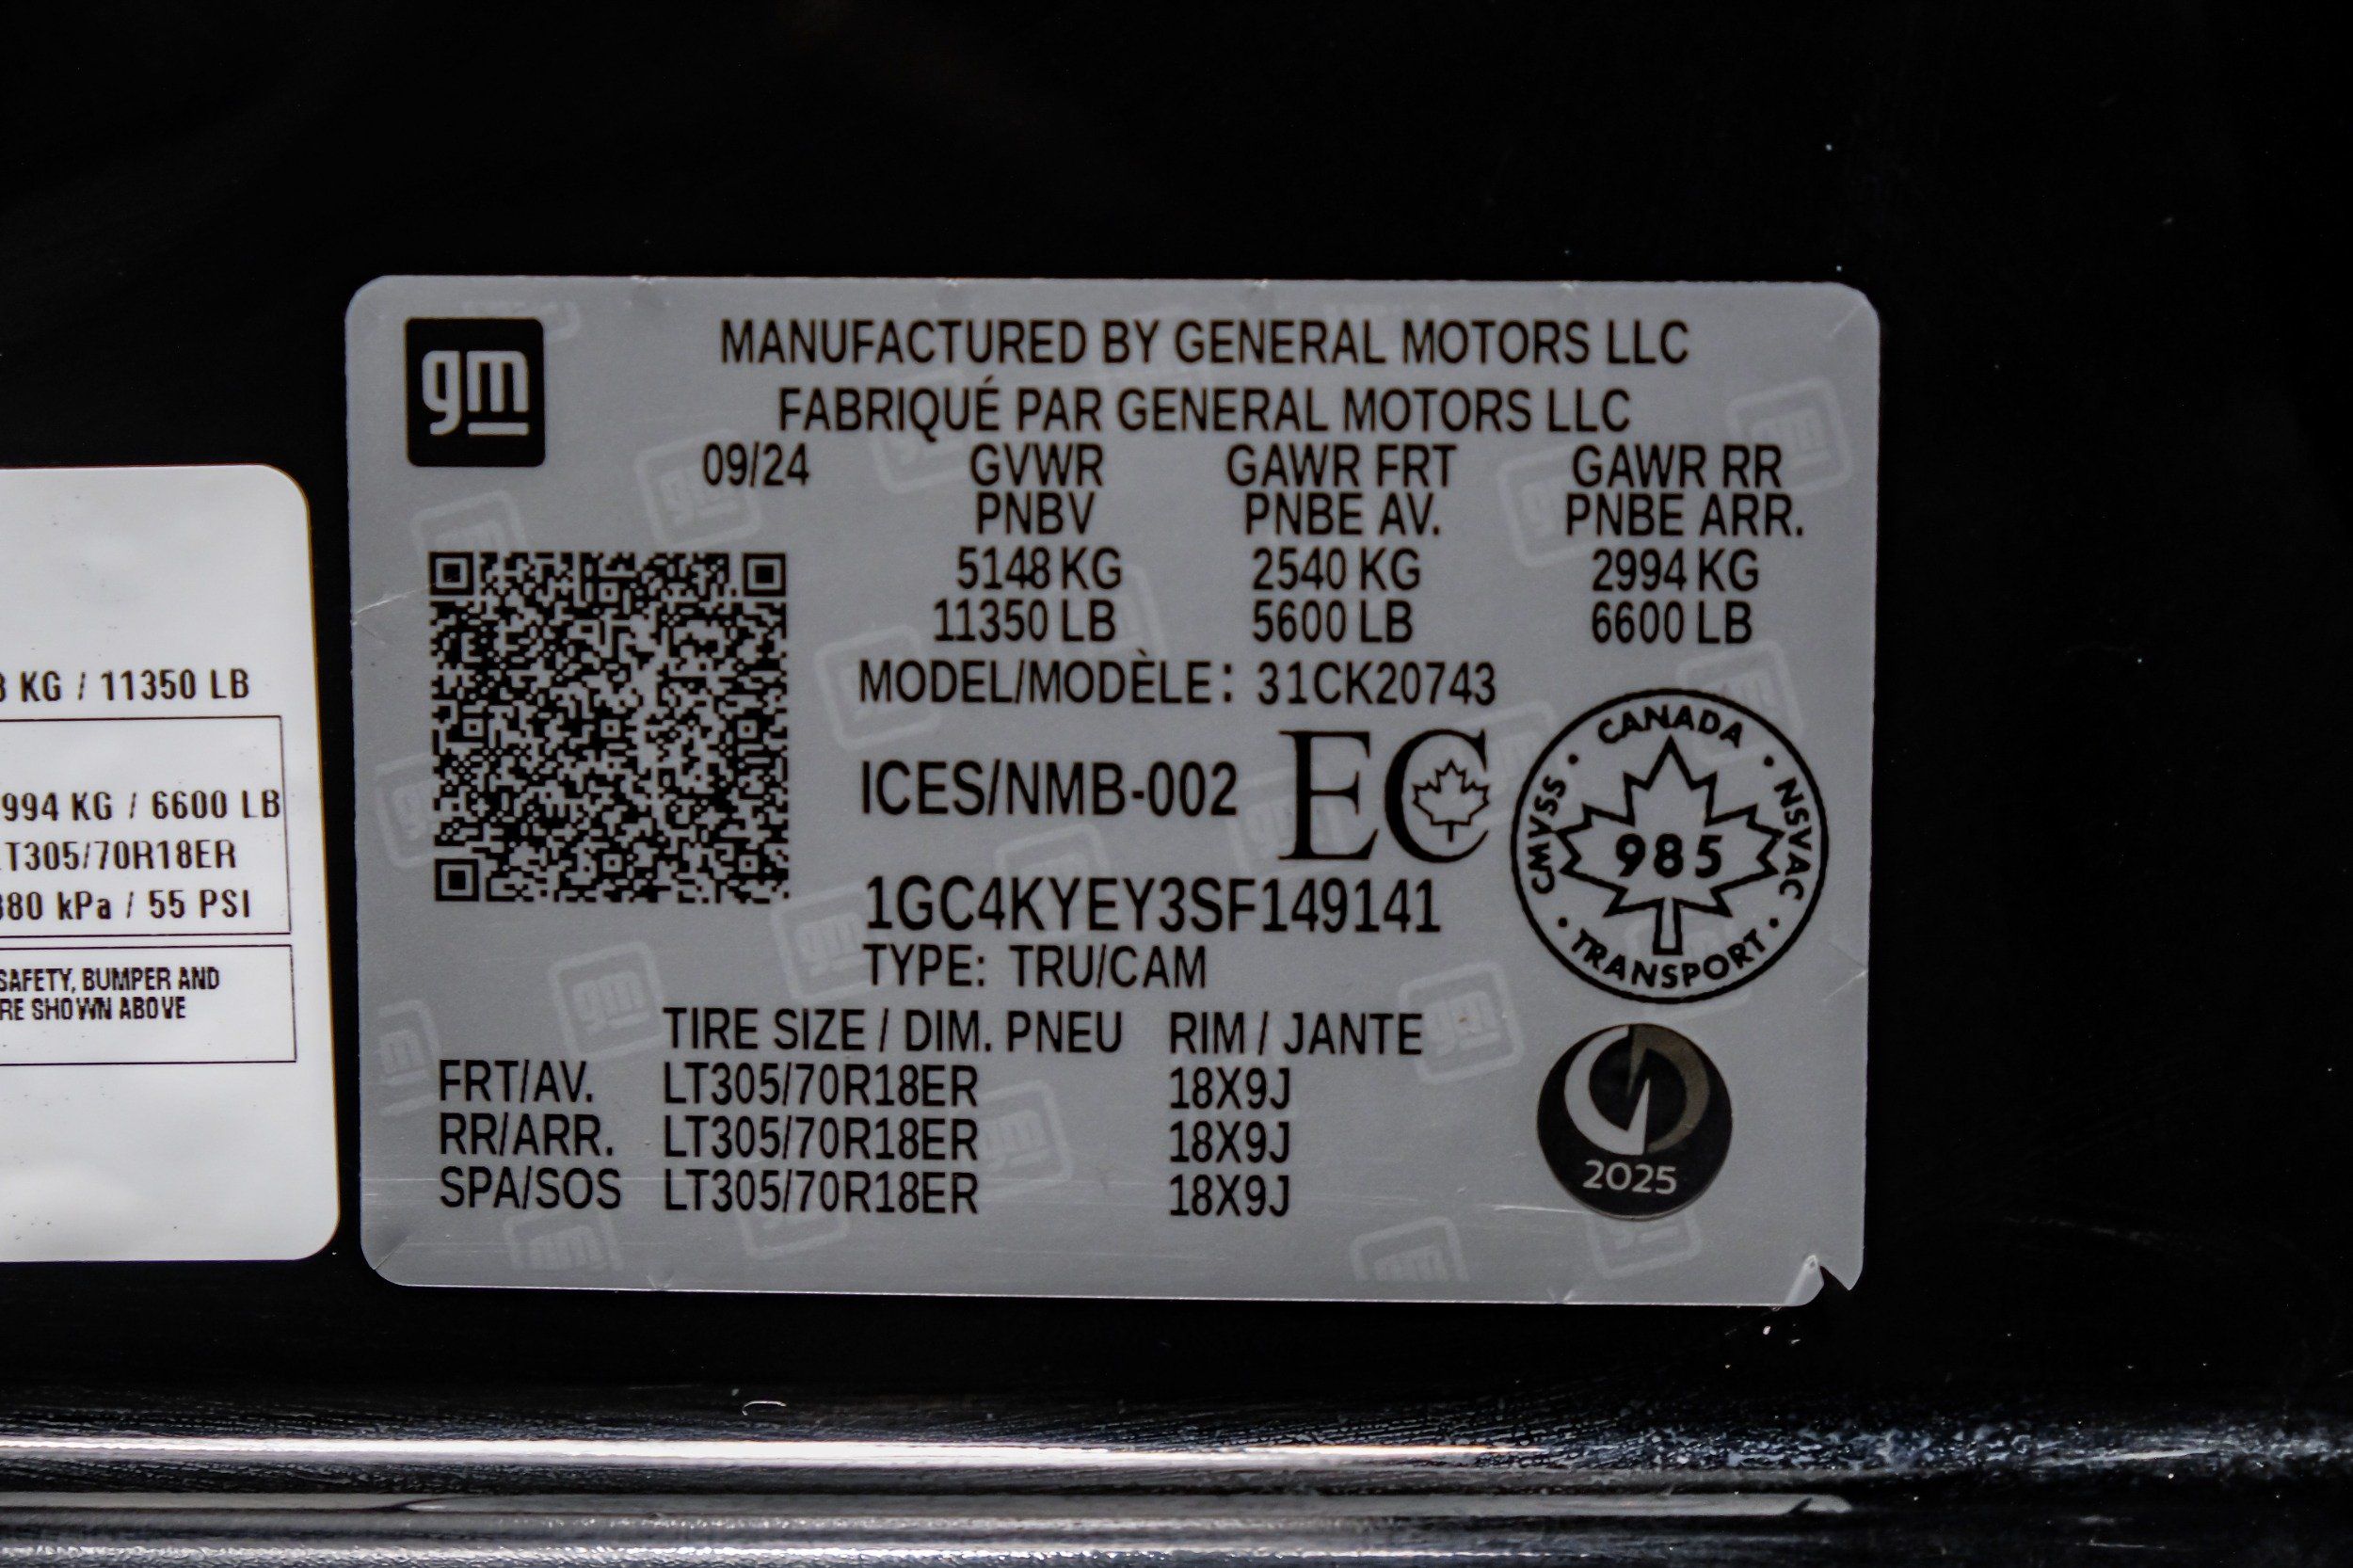 gm
MANUFACTURED BY GENERAL MOTORS LLC
FABRIQUÉ PAR GENERAL MOTORS LLC
09/24 GVWR GAWR FRT GAWR RR
PNBV PNBE AV. PNBE ARR.
5148 KG 2540 KG 2994 KG
11350 LB 5600 LB 6600 LB
MODEL/MODÈLE: 31CK20743
ICES/NMB-002 EC
1GC4KYEY3SF149141
TYPE: TRU/CAM
CANADA · NSVAC · TRANSPORT · CMVSS ·
985
TIRE SIZE / DIM. PNEU RIM / JANTE
FRT/AV. LT305/70R18ER 18X9J
RR/ARR. LT305/70R18ER 18X9J
SPA/SOS LT305/70R18ER 18X9J
2025
KG / 11350 LB
994 KG / 6600 LB
T305/70R18ER
80 kPa / 55 PSI
SAFETY, BUMPER AND
RE SHOWN ABOVE